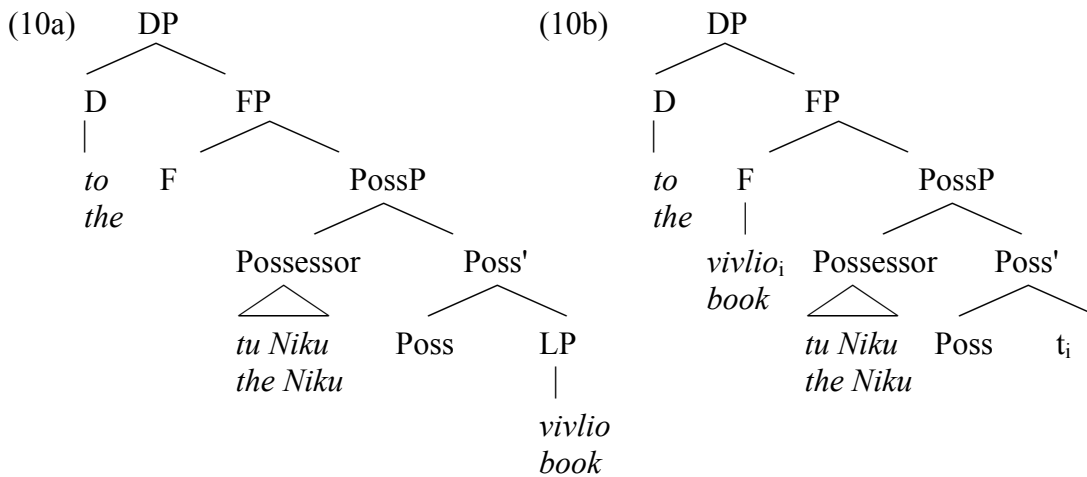 (10a) DP (10b) DP
D FP D FP
to F PossP to F PossP
the the
Possessor Poss' vivlioi Possessor Poss'
book
tu Niku Poss LP tu Niku Poss ti
the Niku the Niku
vivlio
book